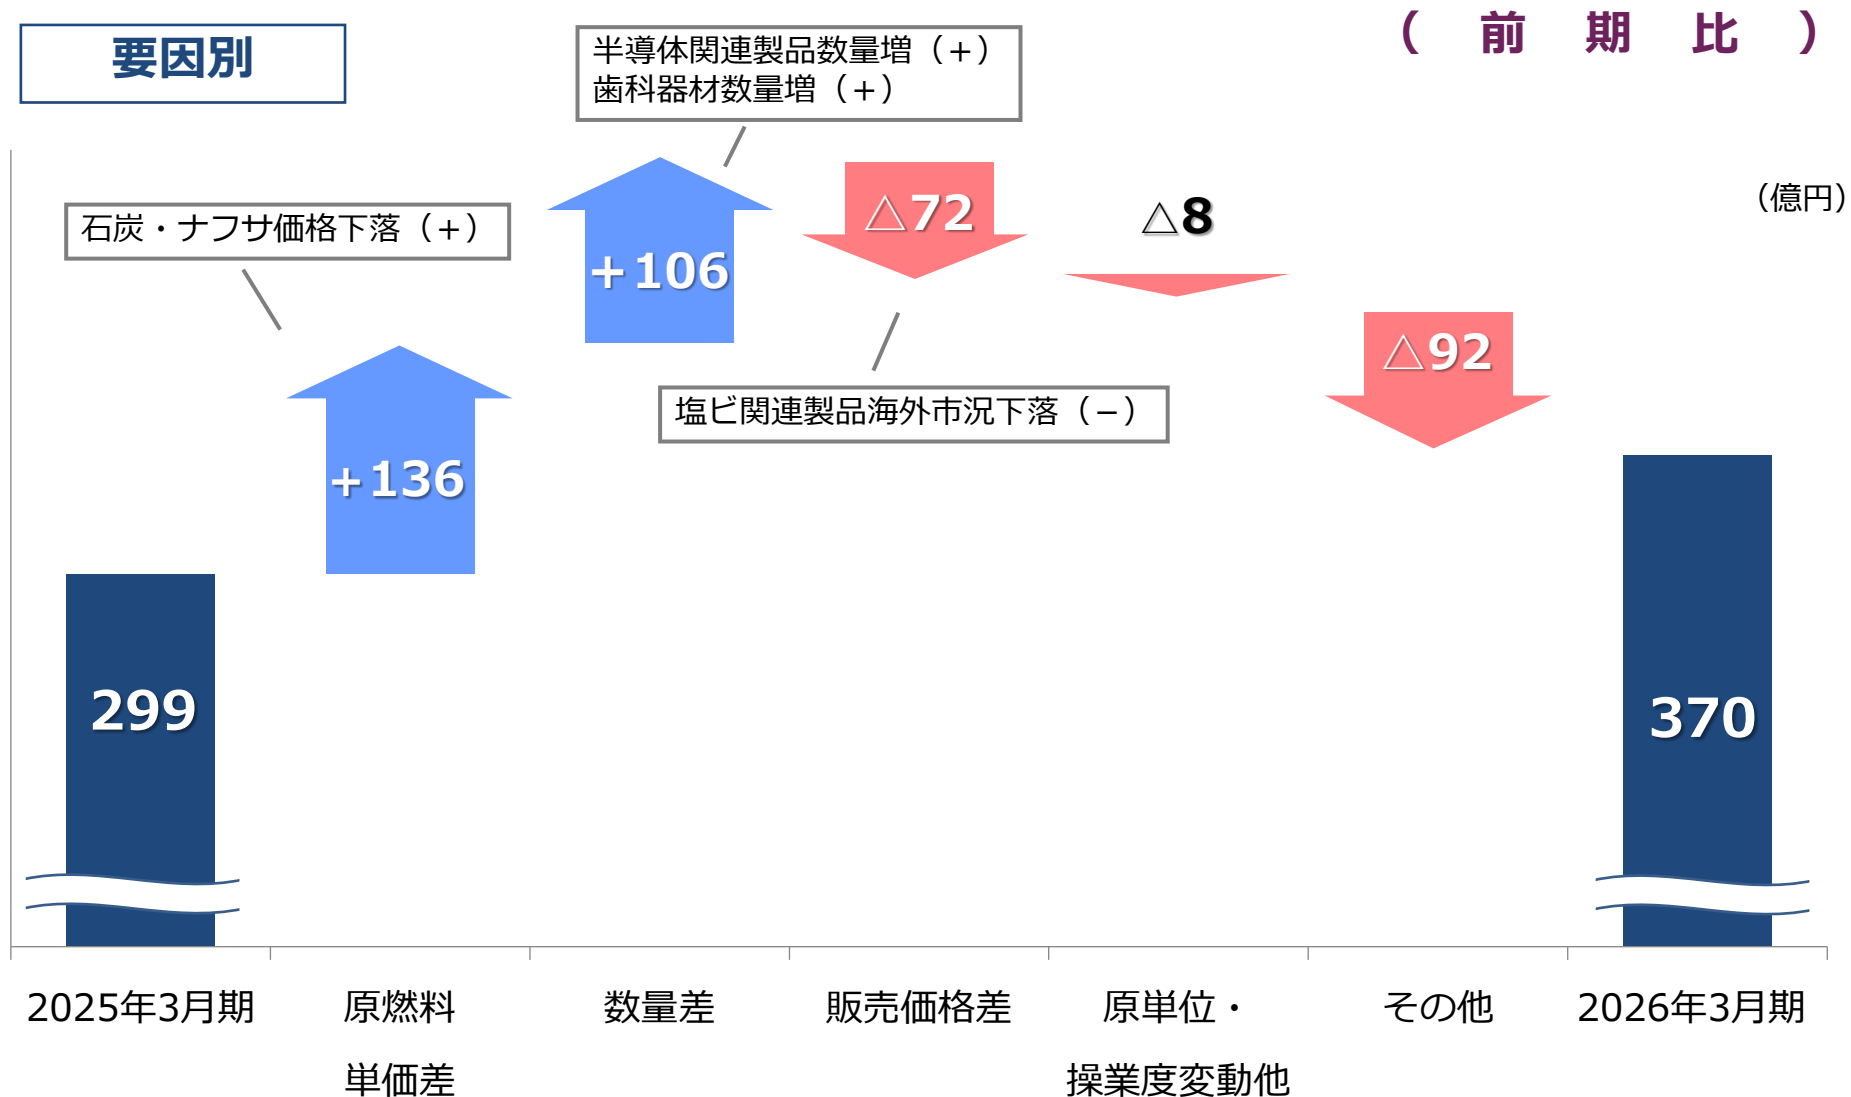 要因別
（前期比）
（億円）
半導体関連製品数量増（＋）
歯科器材数量増（＋）
石炭・ナフサ価格下落（＋）
塩ビ関連製品海外市況下落（－）
299
＋136
＋106
△72
△8
△92
370
2025年3月期
原燃料
単価差
数量差
販売価格差
原単位・
操業度変動他
その他
2026年3月期